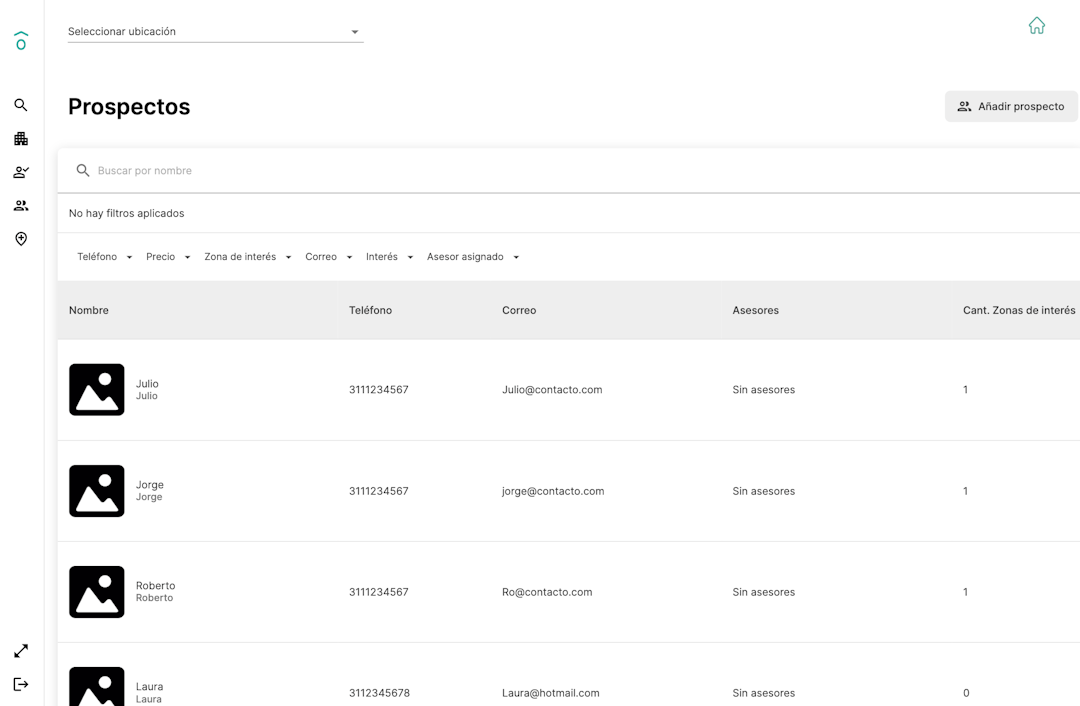 Seleccionar ubicación
Prospectos
Añadir prospecto
Buscar por nombre
No hay filtros aplicados
Teléfono Precio Zona de interés Correo Interés Asesor asignado
Nombre Teléfono Correo Asesores Cant. Zonas de interés
Julio
Julio
3111234567 Julio@contacto.com Sin asesores 1
Jorge
Jorge
3111234567 jorge@contacto.com Sin asesores 1
Roberto
Roberto
3111234567 Ro@contacto.com Sin asesores 1
Laura
Laura
3112345678 Laura@hotmail.com Sin asesores 0